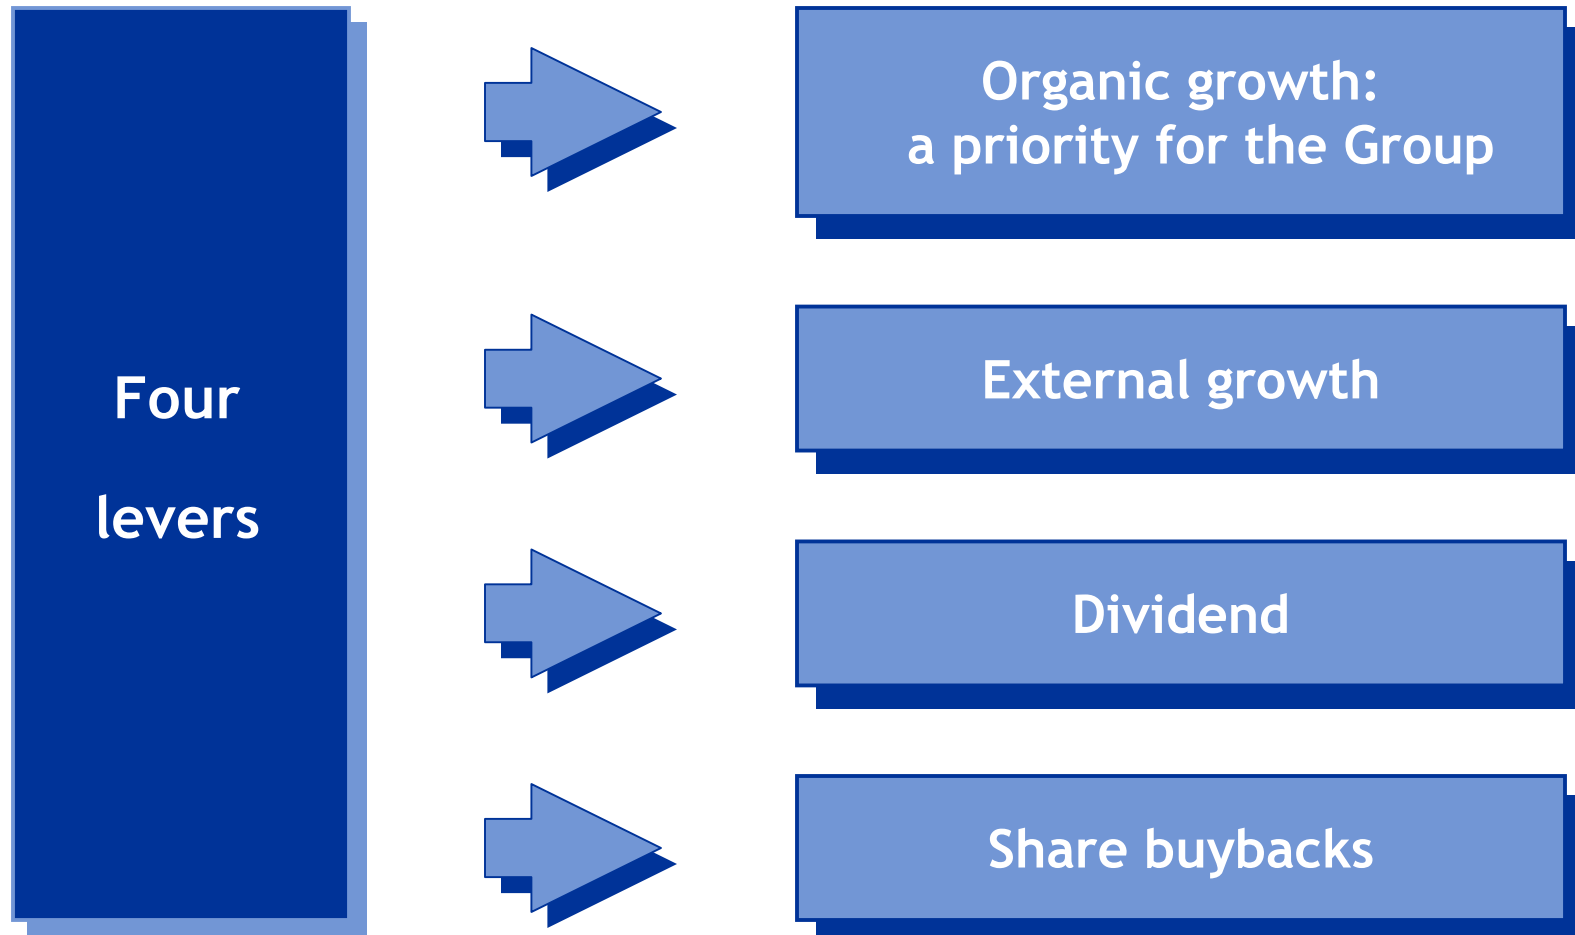 Four
levers
Organic growth:
a priority for the Group
External growth
Dividend
Share buybacks